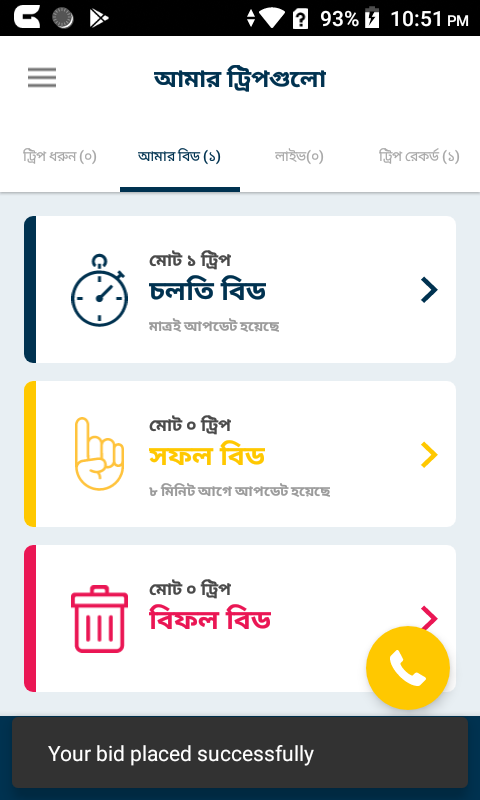 93% 10:51 PM
আমার ট্রিপগুলো
ট্রিপ ধরুন (০) আমার বিড (১) লাইভ(০) ট্রিপ রেকর্ড (১)
মোট ১ ট্রিপ
চলতি বিড
মাত্রই আপডেট হয়েছে
মোট ০ ট্রিপ
সফল বিড
৮ মিনিট আগে আপডেট হয়েছে
মোট ০ ট্রিপ
বিফল বিড
Your bid placed successfully